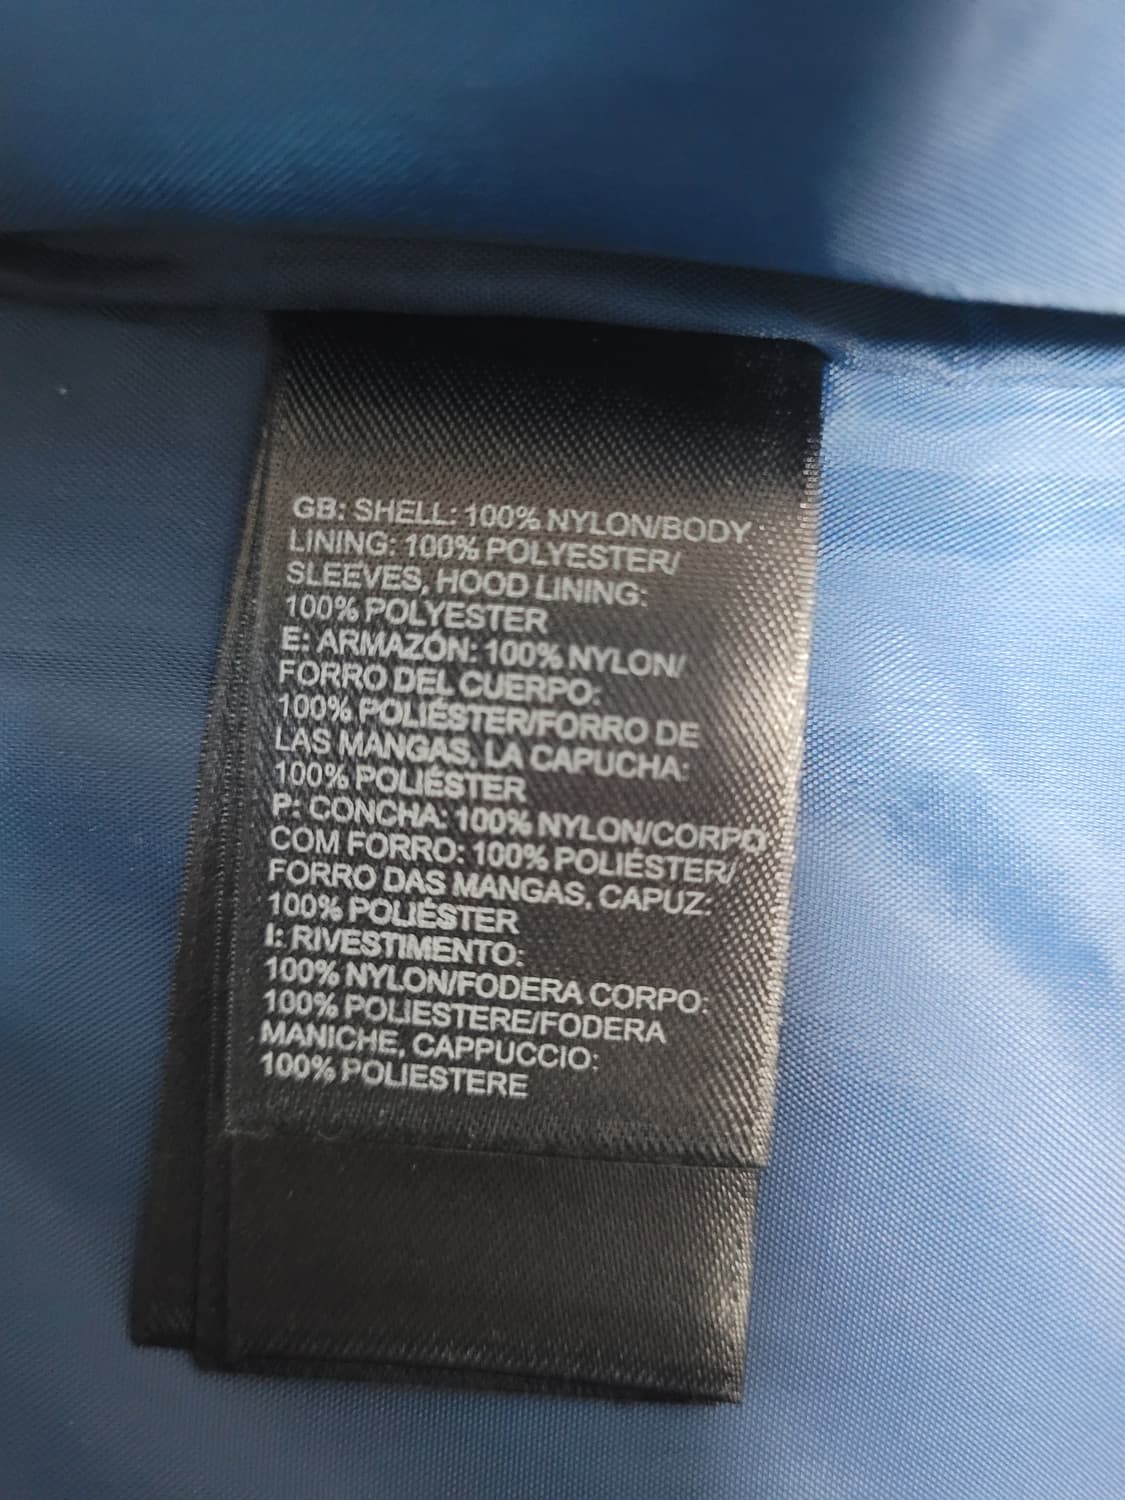 GB: SHELL: 100% NYLON/BODY
LINING: 100% POLYESTER/
SLEEVES, HOOD LINING:
100% POLYESTER
E: ARMAZÓN: 100% NYLON/
FORRO DEL CUERPO:
100% POLIÉSTER/FORRO DE
LAS MANGAS, LA CAPUCHA:
100% POLIÉSTER
P: CONCHA: 100% NYLON/CORPO
COM FORRO: 100% POLIÉSTER/
FORRO DAS MANGAS, CAPUZ:
100% POLIÉSTER
I: RIVESTIMENTO:
100% NYLON/FODERA CORPO:
100% POLIESTERE/FODERA
MANICHE, CAPPUCCIO:
100% POLIESTERE